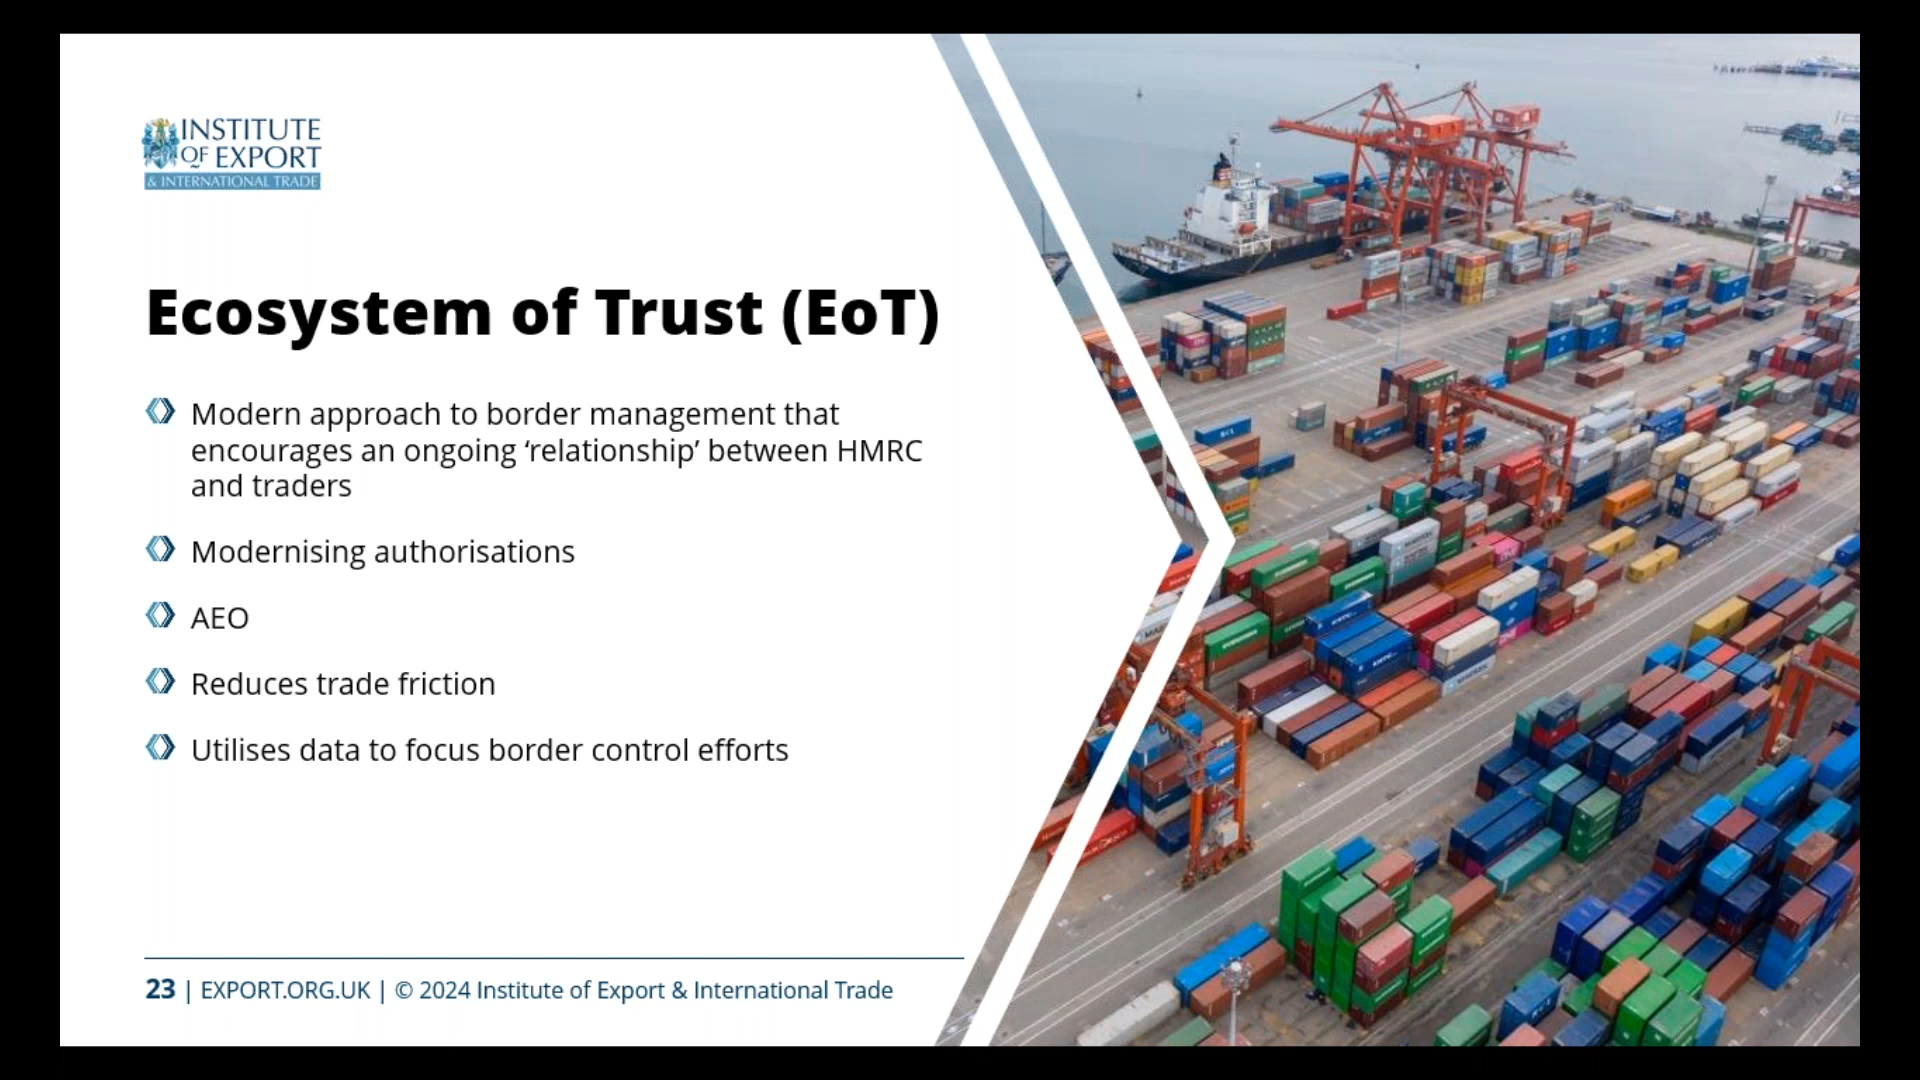 INSTITUTE
OF EXPORT
& INTERNATIONAL TRADE
Ecosystem of Trust (EoT)
Modern approach to border management that
encourages an ongoing ‘relationship’ between HMRC
and traders
Modernising authorisations
AEO
Reduces trade friction
Utilises data to focus border control efforts
23 | EXPORT.ORG.UK | © 2024 Institute of Export & International Trade